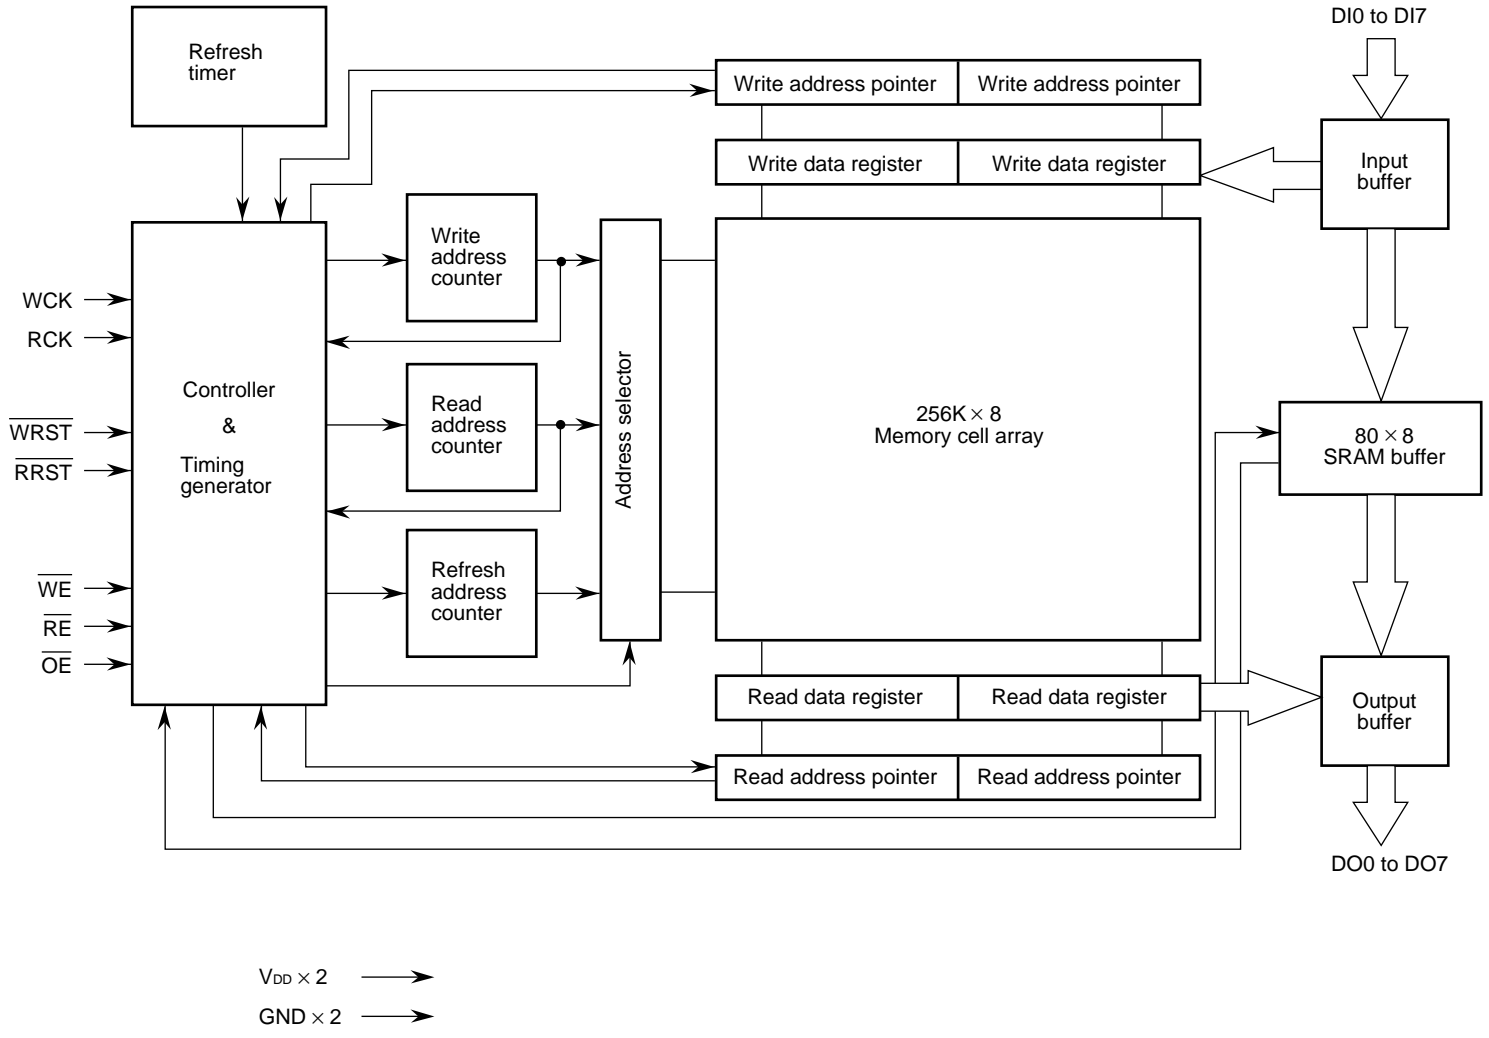 DI0 to DI7
Refresh
timer
Write address pointer
Write address pointer
Write data register
Write data register
Input
buffer
Write
address
counter
WCK
RCK
WRST
RRST
WE
RE
OE
Controller
&
Timing
generator
Read
address
counter
Refresh
address
counter
Address selector
256K × 8
Memory cell array
80 × 8
SRAM buffer
Read data register
Read data register
Output
buffer
Read address pointer
Read address pointer
DO0 to DO7
VDD × 2
GND × 2